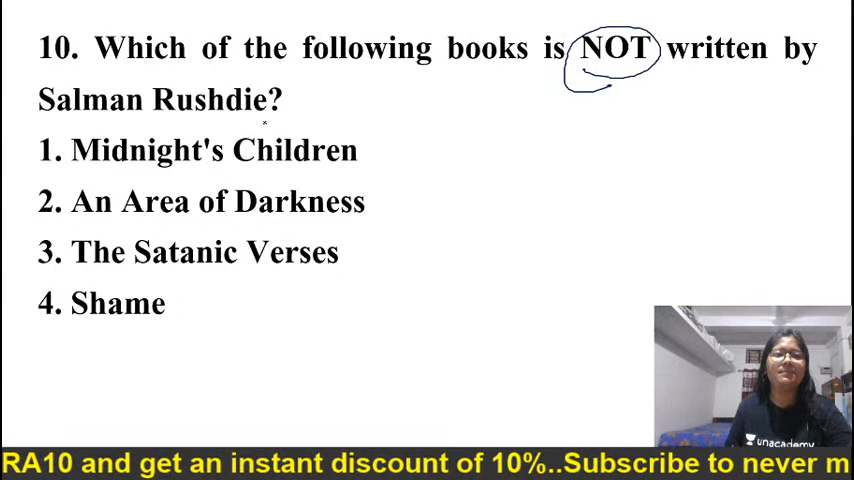 10. Which of the following books is NOT written by
Salman Rushdie?
1. Midnight's Children
2. An Area of Darkness
3. The Satanic Verses
4. Shame
unacademy
RA10 and get an instant discount of 10%..Subscribe to never m